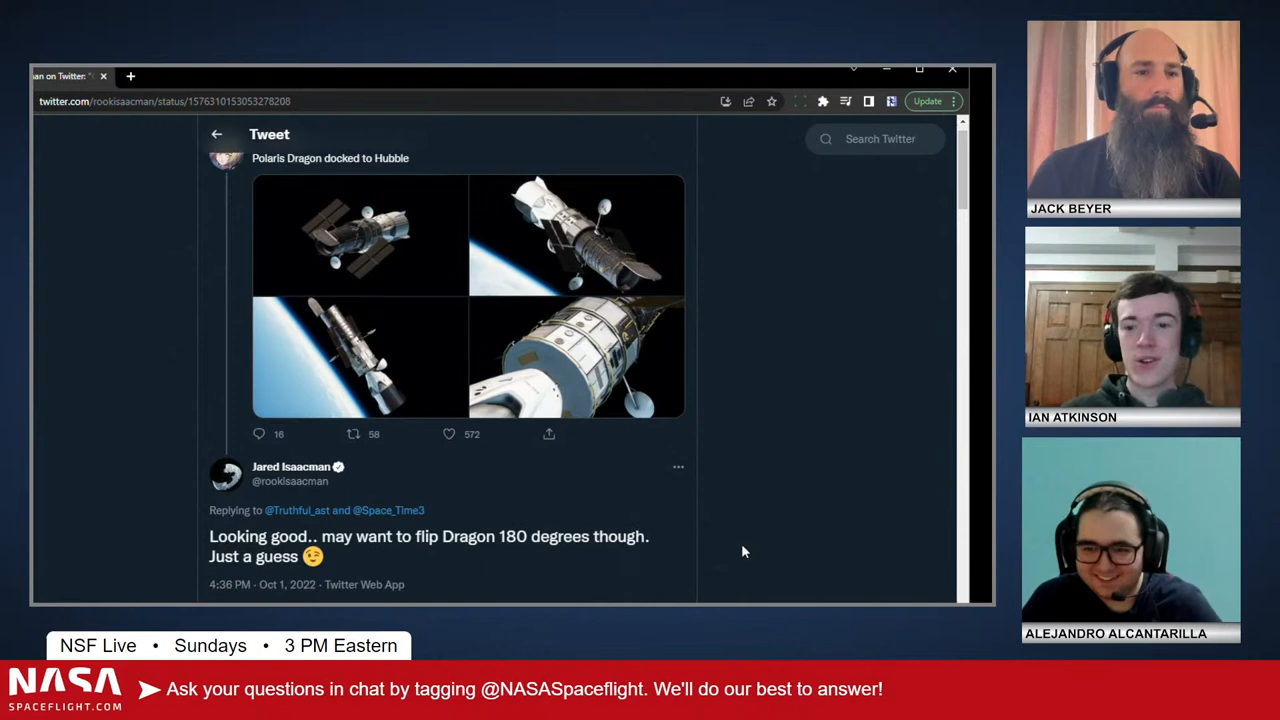 an on Twitter: "
twitter.com/rookisaacman/status/1576310153053278208
Update
Tweet
Search Twitter
Polaris Dragon docked to Hubble
16 58 572
Jared Isaacman
@rookisaacman
Replying to @Truthful_ast and @Space_Time3
Looking good.. may want to flip Dragon 180 degrees though.
Just a guess 😉
4:36 PM · Oct 1, 2022 · Twitter Web App
JACK BEYER
IAN ATKINSON
ALEJANDRO ALCANTARILLA
NSF Live • Sundays • 3 PM Eastern
NASA
SPACEFLIGHT.COM
Ask your questions in chat by tagging @NASASpaceflight. We'll do our best to answer!